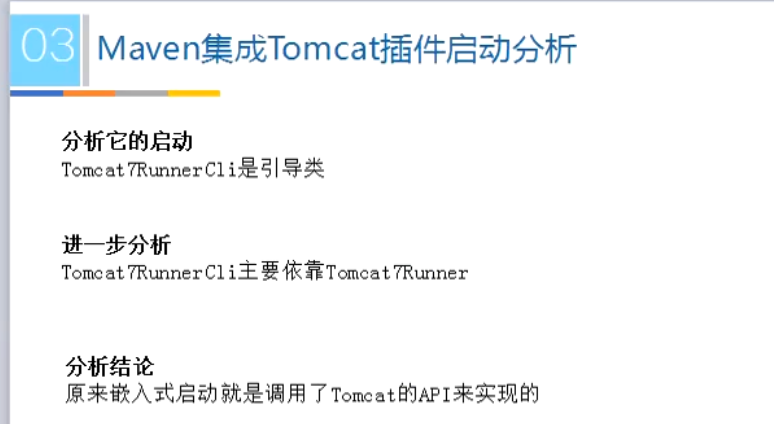 03
Maven集成Tomcat插件启动分析
分析它的启动
Tomcat7RunnerCli是引导类
进一步分析
Tomcat7RunnerCli主要依靠Tomcat7Runner
分析结论
原来嵌入式启动就是调用了Tomcat的API来实现的